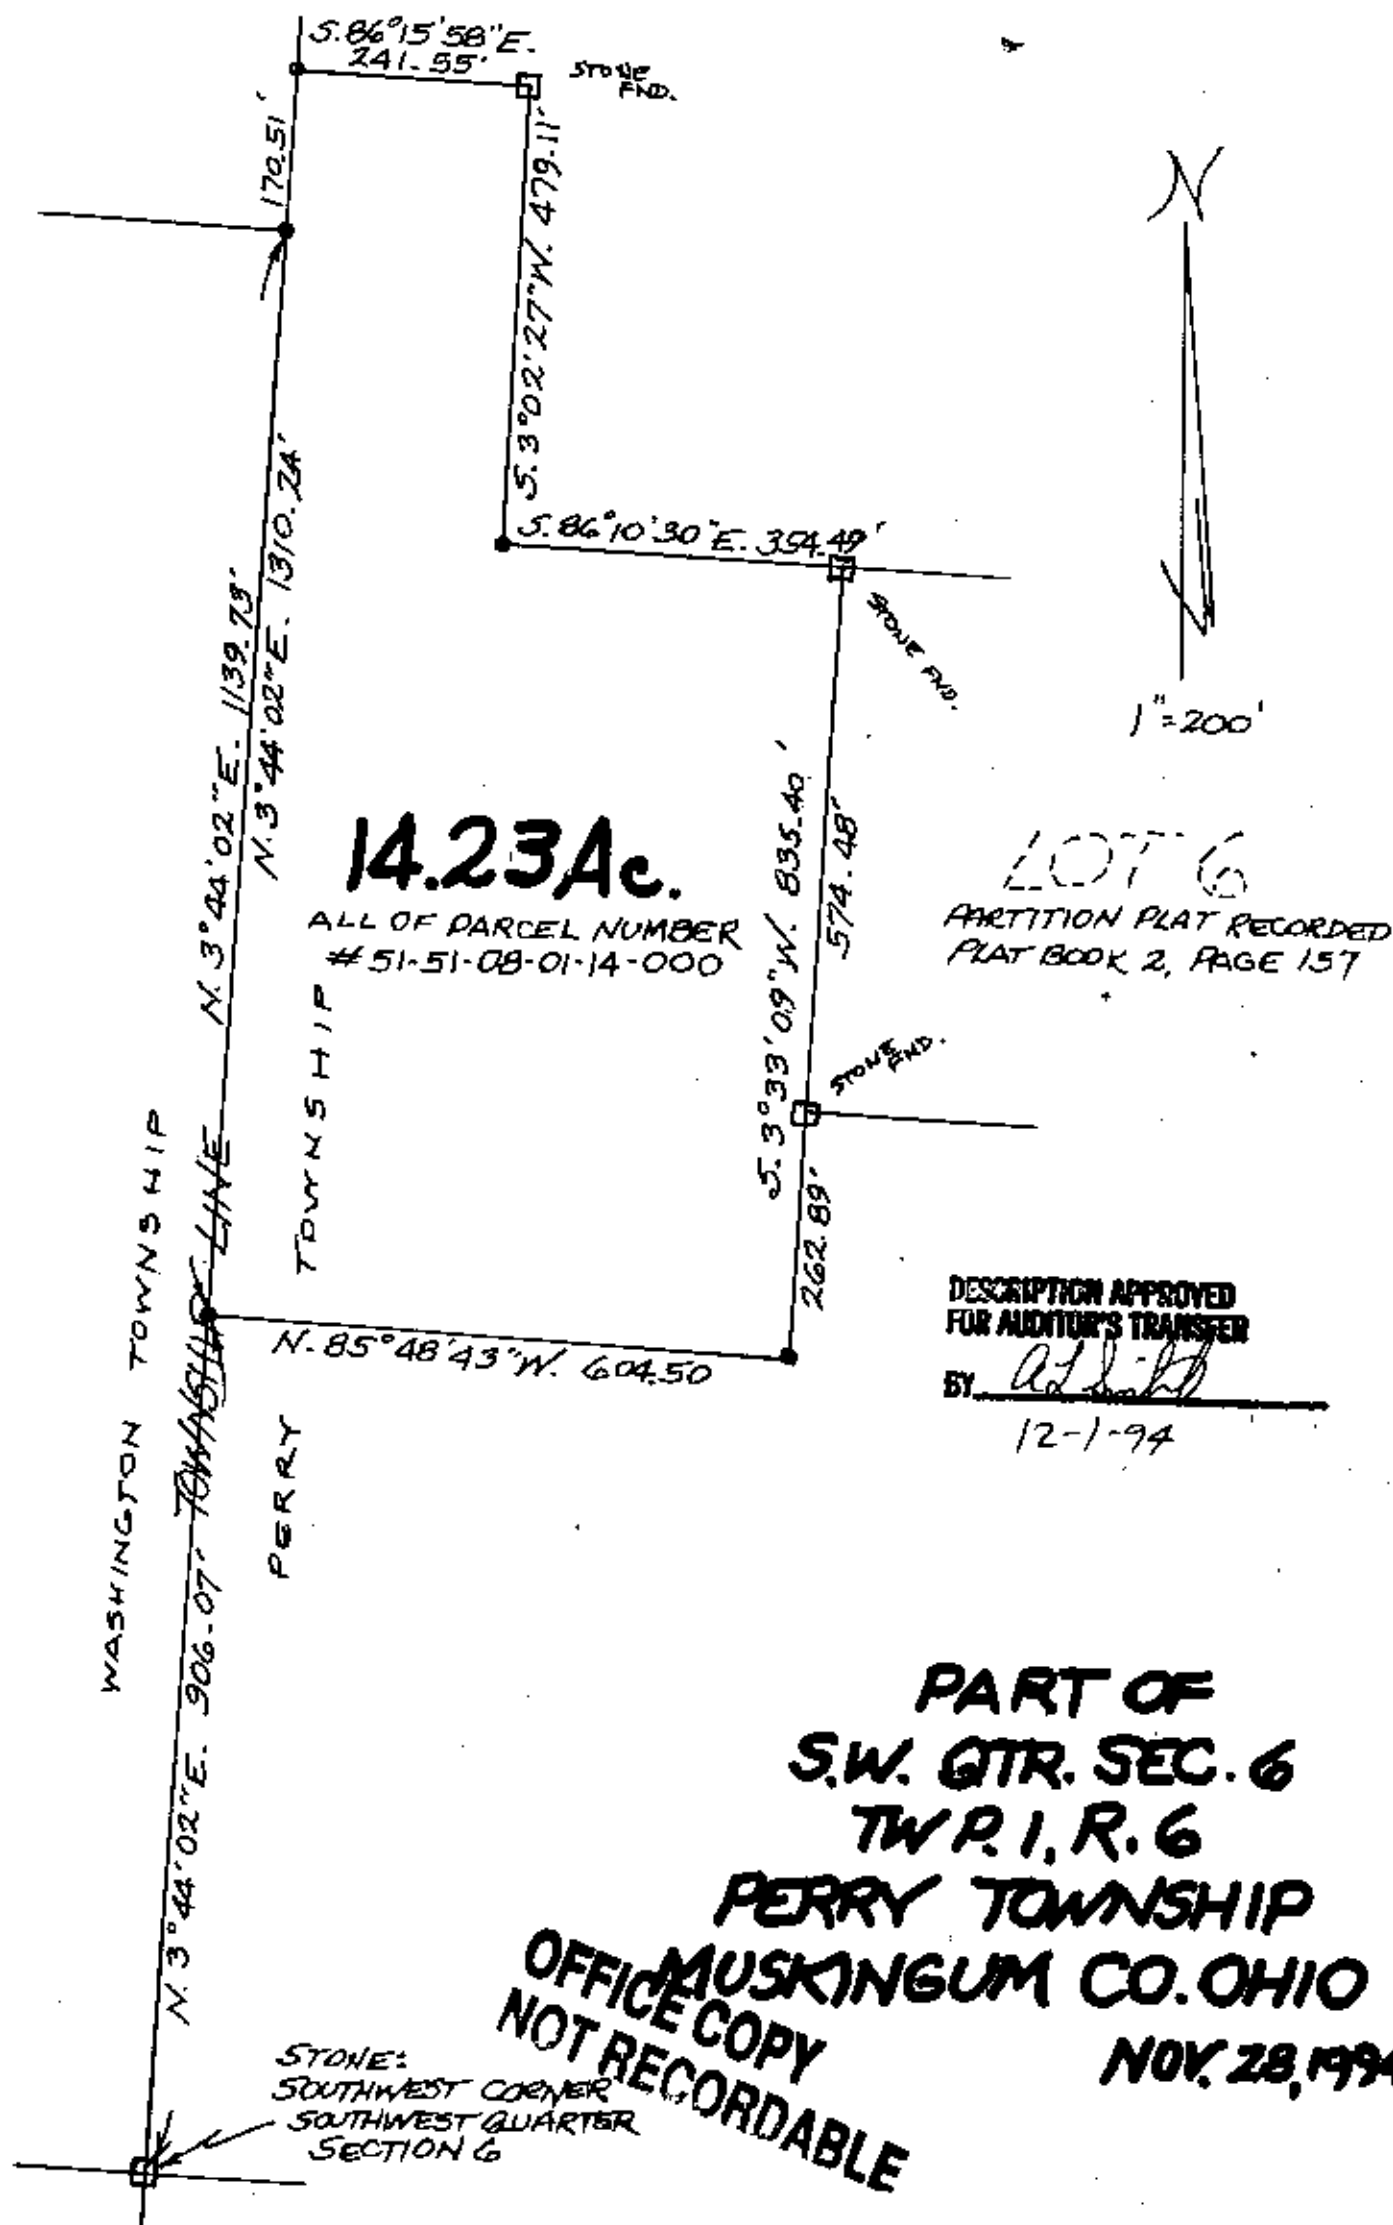 S. 86°15'58"E.
241.55'
STONE
FND.
170.51'
S. 3°02'27"W. 479.11'
N
S. 86°10'30"E. 354.49'
STONE FND.
1"=200'
N. 3°44'02"E. 1139.73'
N. 3°44'02"E. 1310.24'
14.23Ac.
ALL OF PARCEL NUMBER
#51-51-08-01-14-000
S. 3°33'09"W. 835.40'
574.48'
LOT 6
PARTITION PLAT RECORDED
PLAT BOOK 2, PAGE 157
STONE
FND.
262.89'
WASHINGTON TOWNSHIP
TOWNSHIP LINE
PERRY TOWNSHIP
N. 85°48'43"W. 604.50
DESCRIPTION APPROVED
FOR AUDITOR'S TRANSFER
BY
12-1-94
N. 3°44'02"E. 906.07'
PART OF
S.W. QTR. SEC. 6
TWP. 1, R. 6
PERRY TOWNSHIP
MUSKINGUM CO. OHIO
NOV. 28, 1994
OFFICE COPY
NOT RECORDABLE
STONE:
SOUTHWEST CORNER
SOUTHWEST QUARTER
SECTION 6